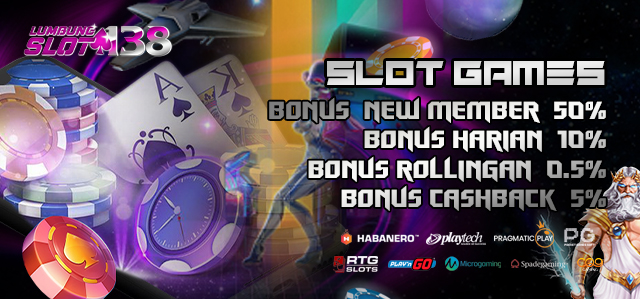 LUMBUNG
SLOT138
SLOT GAMES
BONUS NEW MEMBER 50%
BONUS HARIAN 10%
BONUS ROLLINGAN 0.5%
BONUS CASHBACK 5%
HABANERO playtech PRAGMATIC PLAY PG
RTG SLOTS PLAY'n GO Microgaming Spadegaming
A
K